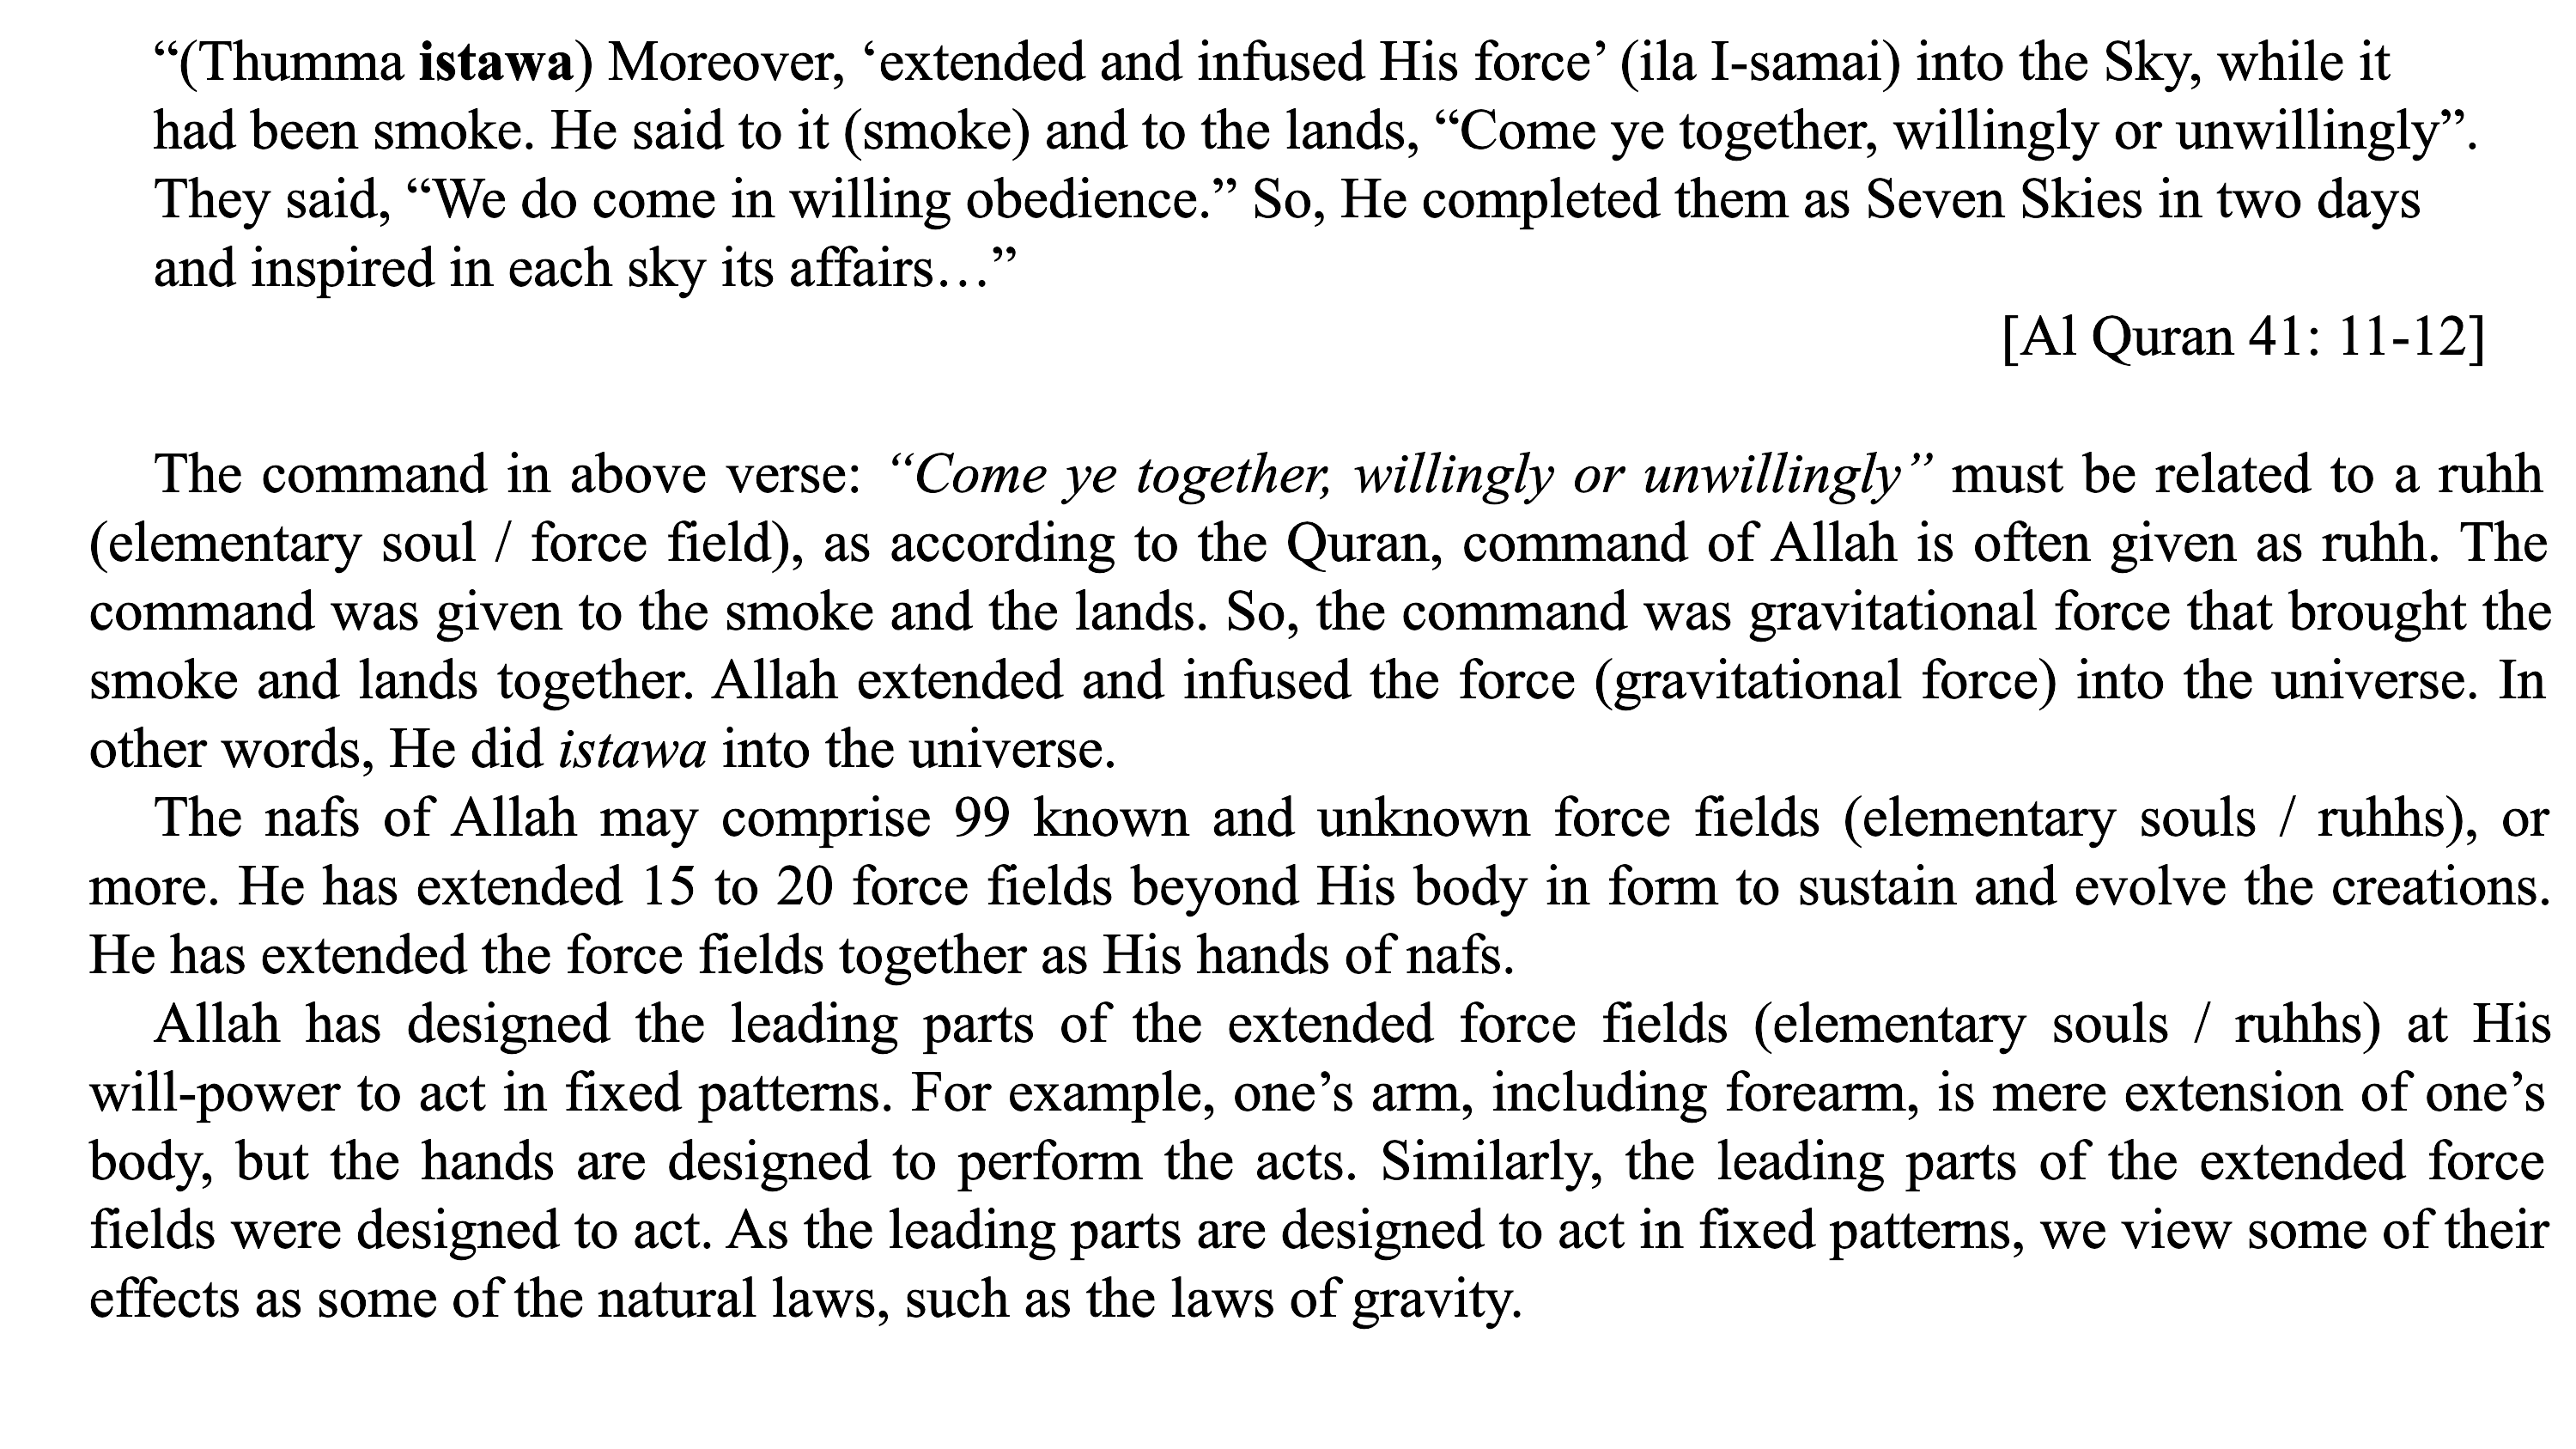 “(Thumma istawa) Moreover, ‘extended and infused His force’ (ila I-samai) into the Sky, while it
had been smoke. He said to it (smoke) and to the lands, “Come ye together, willingly or unwillingly”.
They said, “We do come in willing obedience.” So, He completed them as Seven Skies in two days
and inspired in each sky its affairs…”
[Al Quran 41: 11-12]
The command in above verse: “Come ye together, willingly or unwillingly” must be related to a ruhh
(elementary soul / force field), as according to the Quran, command of Allah is often given as ruhh. The
command was given to the smoke and the lands. So, the command was gravitational force that brought the
smoke and lands together. Allah extended and infused the force (gravitational force) into the universe. In
other words, He did istawa into the universe.
The nafs of Allah may comprise 99 known and unknown force fields (elementary souls / ruhhs), or
more. He has extended 15 to 20 force fields beyond His body in form to sustain and evolve the creations.
He has extended the force fields together as His hands of nafs.
Allah has designed the leading parts of the extended force fields (elementary souls / ruhhs) at His
will-power to act in fixed patterns. For example, one’s arm, including forearm, is mere extension of one’s
body, but the hands are designed to perform the acts. Similarly, the leading parts of the extended force
fields were designed to act. As the leading parts are designed to act in fixed patterns, we view some of their
effects as some of the natural laws, such as the laws of gravity.